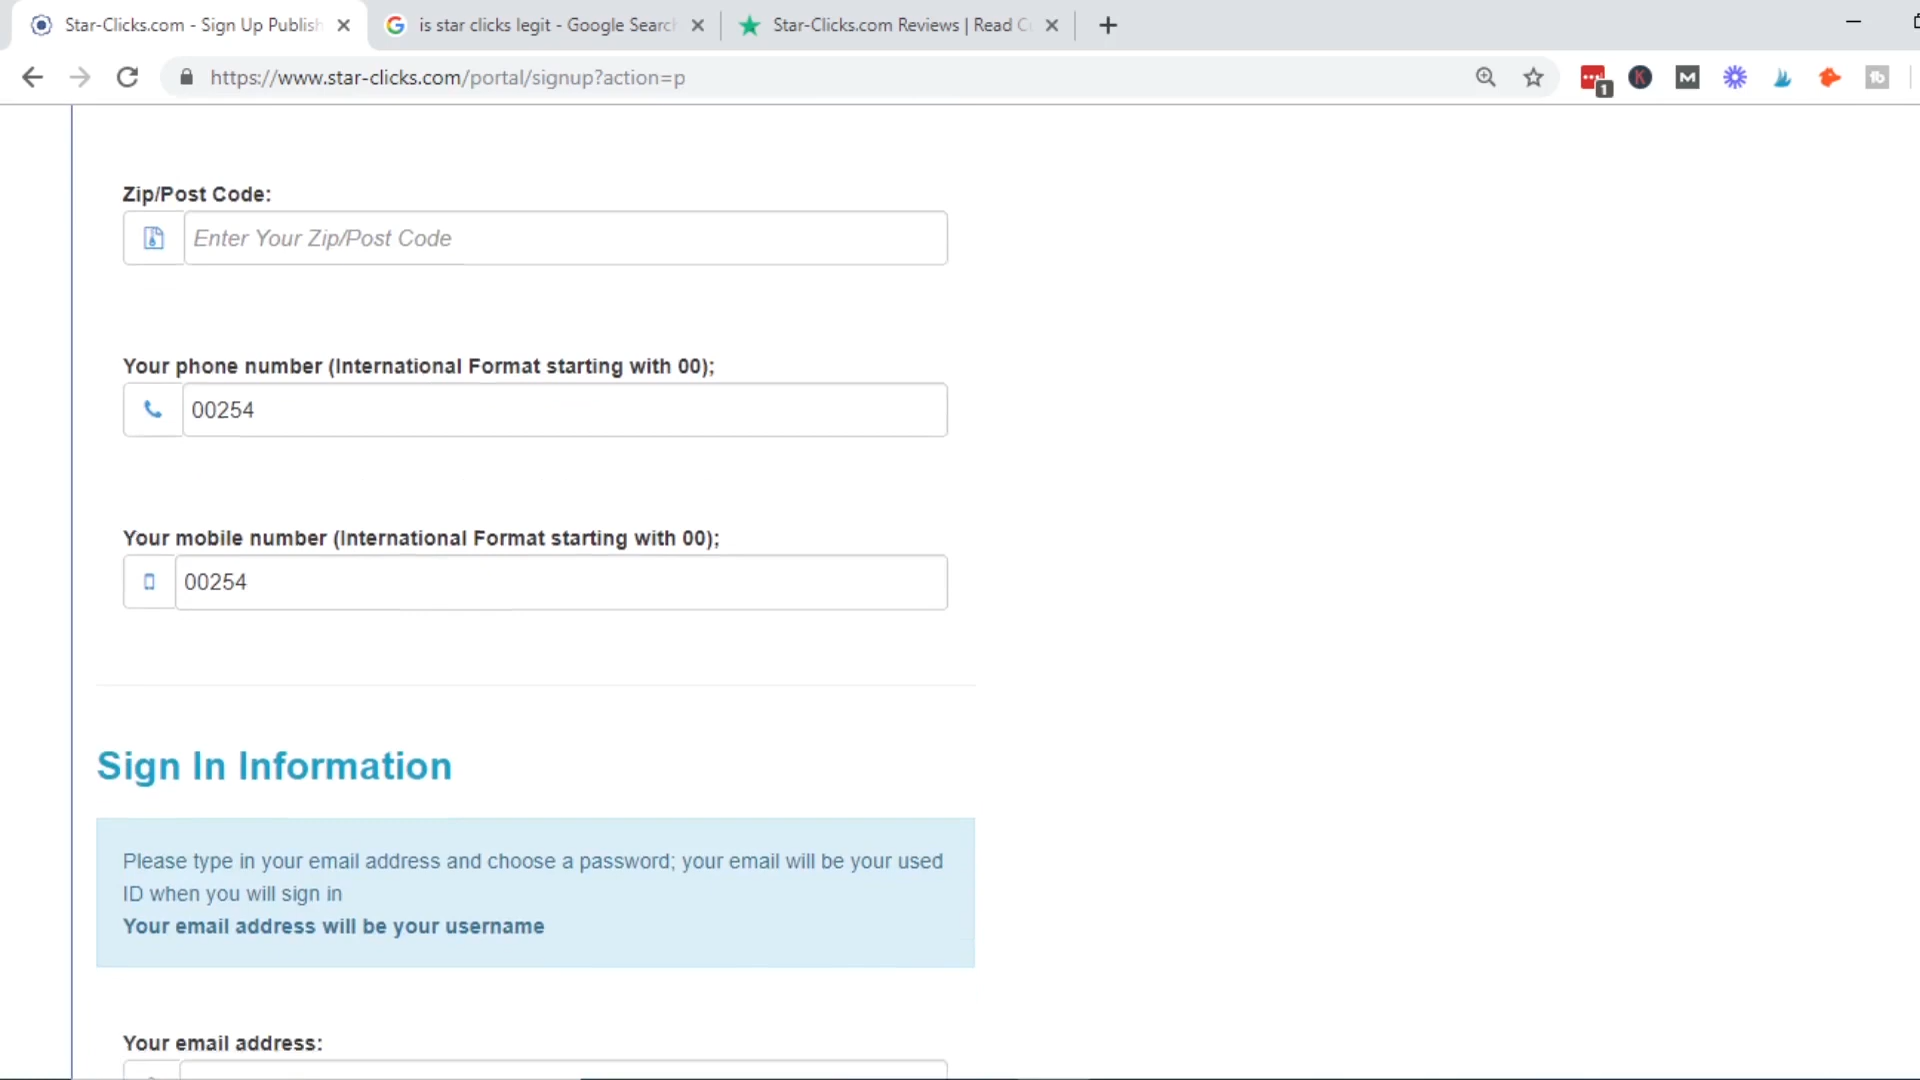 Star-Clicks.com - Sign Up Publish
is star clicks legit - Google Search
Star-Clicks.com Reviews | Read C
https://www.star-clicks.com/portal/signup?action=p
1
K
M
Zip/Post Code:
Enter Your Zip/Post Code
Your phone number (International Format starting with 00);
00254
Your mobile number (International Format starting with 00);
00254
Sign In Information
Please type in your email address and choose a password; your email will be your used
ID when you will sign in
Your email address will be your username
Your email address: